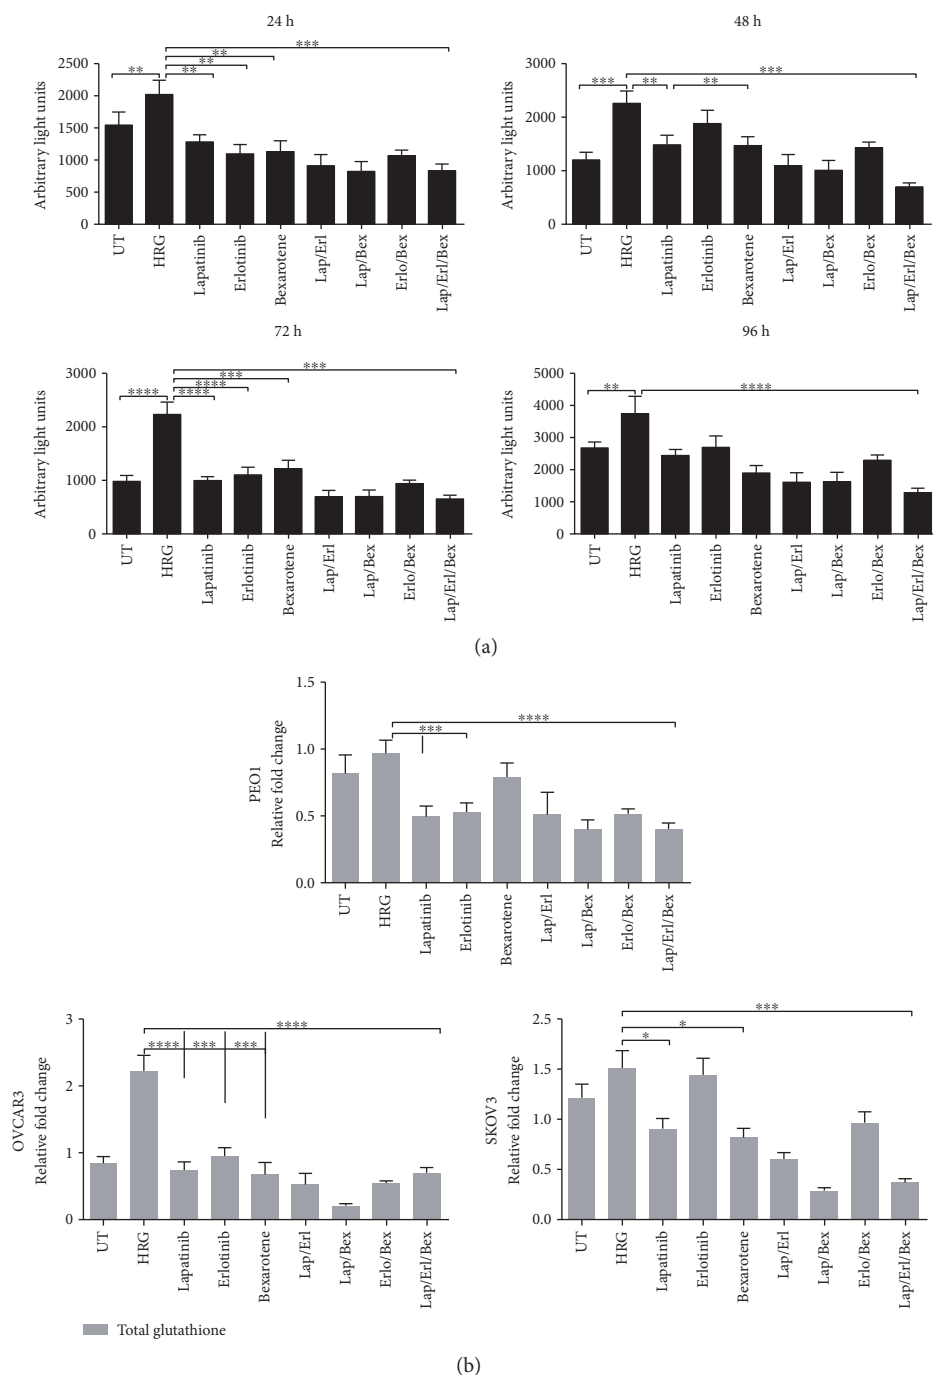 24 h
Arbitrary light units
2500
2000
1500
1000
500
0
** ** ** ** ***
UT HRG Lapatinib Erlotinib Bexarotene Lap/Erl Lap/Bex Erlo/Bex Lap/Erl/Bex
48 h
Arbitrary light units
3000
2000
1000
0
*** ** ** ***
UT HRG Lapatinib Erlotinib Bexarotene Lap/Erl Lap/Bex Erlo/Bex Lap/Erl/Bex
72 h
Arbitrary light units
3000
2000
1000
0
**** **** **** *** ***
UT HRG Lapatinib Erlotinib Bexarotene Lap/Erl Lap/Bex Erlo/Bex Lap/Erl/Bex
96 h
Arbitrary light units
5000
4000
3000
2000
1000
0
** ****
UT HRG Lapatinib Erlotinib Bexarotene Lap/Erl Lap/Bex Erlo/Bex Lap/Erl/Bex
(a)
PEO1
Relative fold change
1.5
1.0
0.5
0.0
*** ****
UT HRG Lapatinib Erlotinib Bexarotene Lap/Erl Lap/Bex Erlo/Bex Lap/Erl/Bex
OVCAR3
Relative fold change
3
2
1
0
**** *** *** ****
UT HRG Lapatinib Erlotinib Bexarotene Lap/Erl Lap/Bex Erlo/Bex Lap/Erl/Bex
SKOV3
Relative fold change
2.5
1.5
1.0
0.5
0.0
* * ***
UT HRG Lapatinib Erlotinib Bexarotene Lap/Erl Lap/Bex Erlo/Bex Lap/Erl/Bex
Total glutathione
(b)